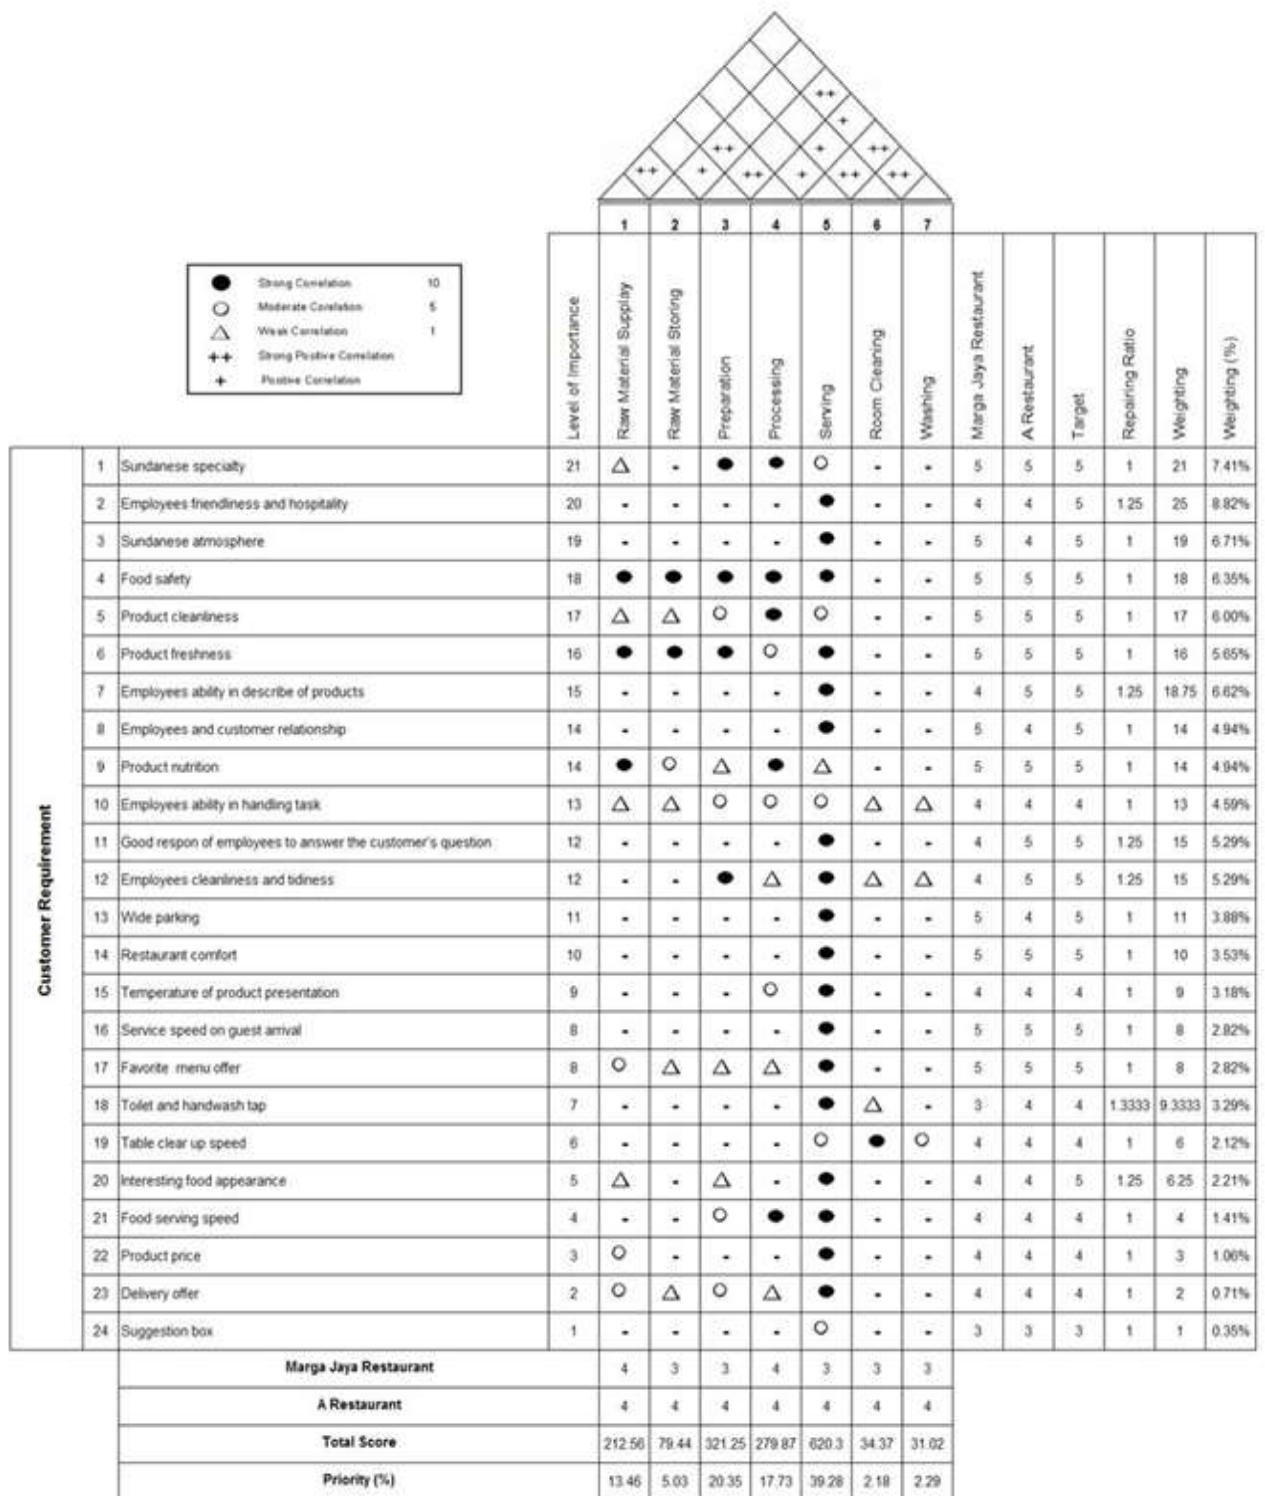 ++
+
++ + ++
++ + ++ + ++ ++
1 2 3 4 5 6 7
Strong Correlation 10
Moderate Corelation 5
Weak Correlation 1
++ Strong Positive Correlation
+ Positive Correlation
Level of Importance
Raw Material Supplay
Raw Material Storing
Preparation
Processing
Serving
Room Cleaning
Washing
Marga Jaya Restaurant
A Restaurant
Target
Repairing Ratio
Weighting
Weighting (%)
Customer Requirement
1 Sundanese specialty 21 - - - 5 5 5 1 21 7.41%
2 Employees friendliness and hospitality 20 - - - - - - 4 4 5 1.25 25 8.82%
3 Sundanese atmosphere 19 - - - - - - 5 4 5 1 19 6.71%
4 Food safety 18 - - 5 5 5 1 18 6.35%
5 Product cleanliness 17 - - 5 5 5 1 17 6.00%
6 Product freshness 16 - - 5 5 5 1 16 5.65%
7 Employees ability in describe of products 15 - - - - - - 4 5 5 1.25 18.75 6.62%
8 Employees and customer relationship 14 - - - - - - 5 4 5 1 14 4.94%
9 Product nutrition 14 - - 5 5 5 1 14 4.94%
10 Employees ability in handling task 13 4 4 4 1 13 4.59%
11 Good respon of employees to answer the customer's question 12 - - - - - - 4 5 5 1.25 15 5.29%
12 Employees cleanliness and tidiness 12 - - 4 5 5 1.25 15 5.29%
13 Wide parking 11 - - - - - - 5 4 5 1 11 3.88%
14 Restaurant comfort 10 - - - - - - 5 5 5 1 10 3.53%
15 Temperature of product presentation 9 - - - - - 4 4 4 1 9 3.18%
16 Service speed on guest arrival 8 - - - - - - 5 5 5 1 8 2.82%
17 Favorite menu offer 8 - - 5 5 5 1 8 2.82%
18 Toilet and handwash tap 7 - - - - - 3 4 4 1.3333 9.3333 3.29%
19 Table clear up speed 6 - - - - 4 4 4 1 6 2.12%
20 Interesting food appearance 5 - - - - 4 4 5 1.25 6.25 2.21%
21 Food serving speed 4 - - - - 4 4 4 1 4 1.41%
22 Product price 3 - - - - - 4 4 4 1 3 1.06%
23 Delivery offer 2 - - 4 4 4 1 2 0.71%
24 Suggestion box 1 - - - - - - 3 3 3 1 1 0.35%
Marga Jaya Restaurant 4 3 3 4 3 3 3
A Restaurant 4 4 4 4 4 4 4
Total Score 212.56 79.44 321.25 279.87 620.3 34.37 31.02
Priority (%) 13.46 5.03 20.35 17.73 39.28 2.18 2.29